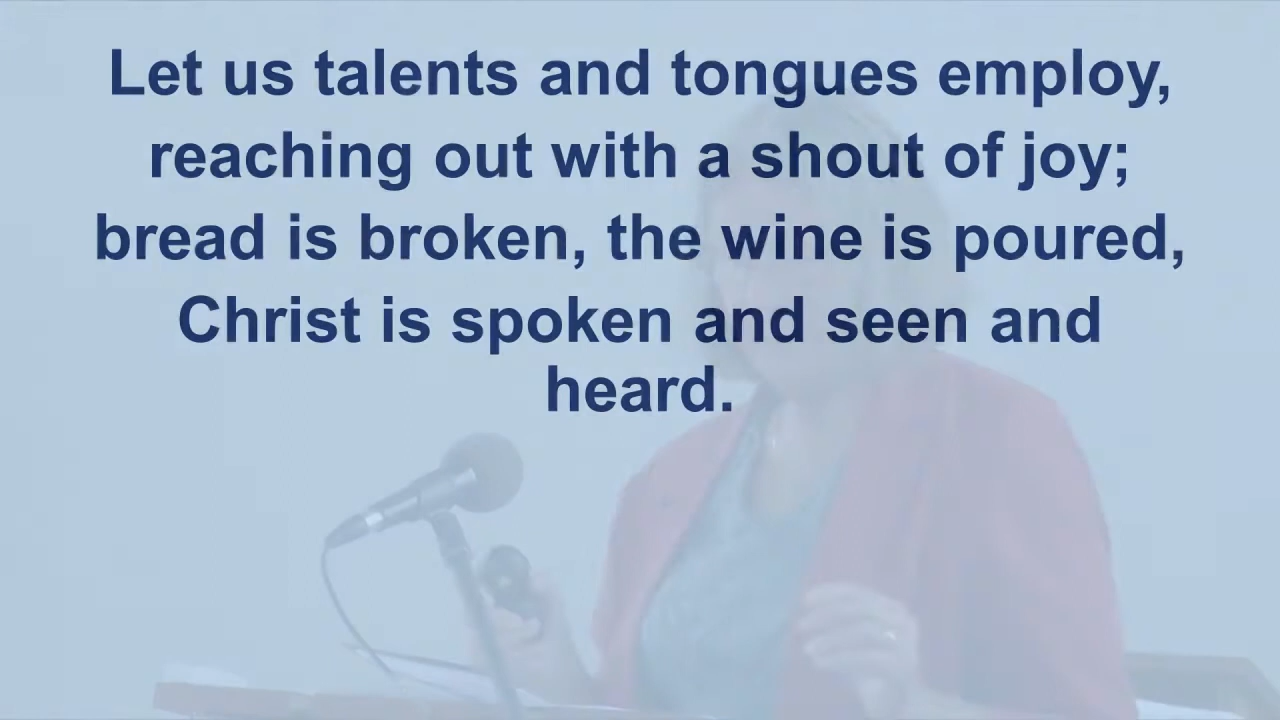 Let us talents and tongues employ,
reaching out with a shout of joy;
bread is broken, the wine is poured,
Christ is spoken and seen and
heard.